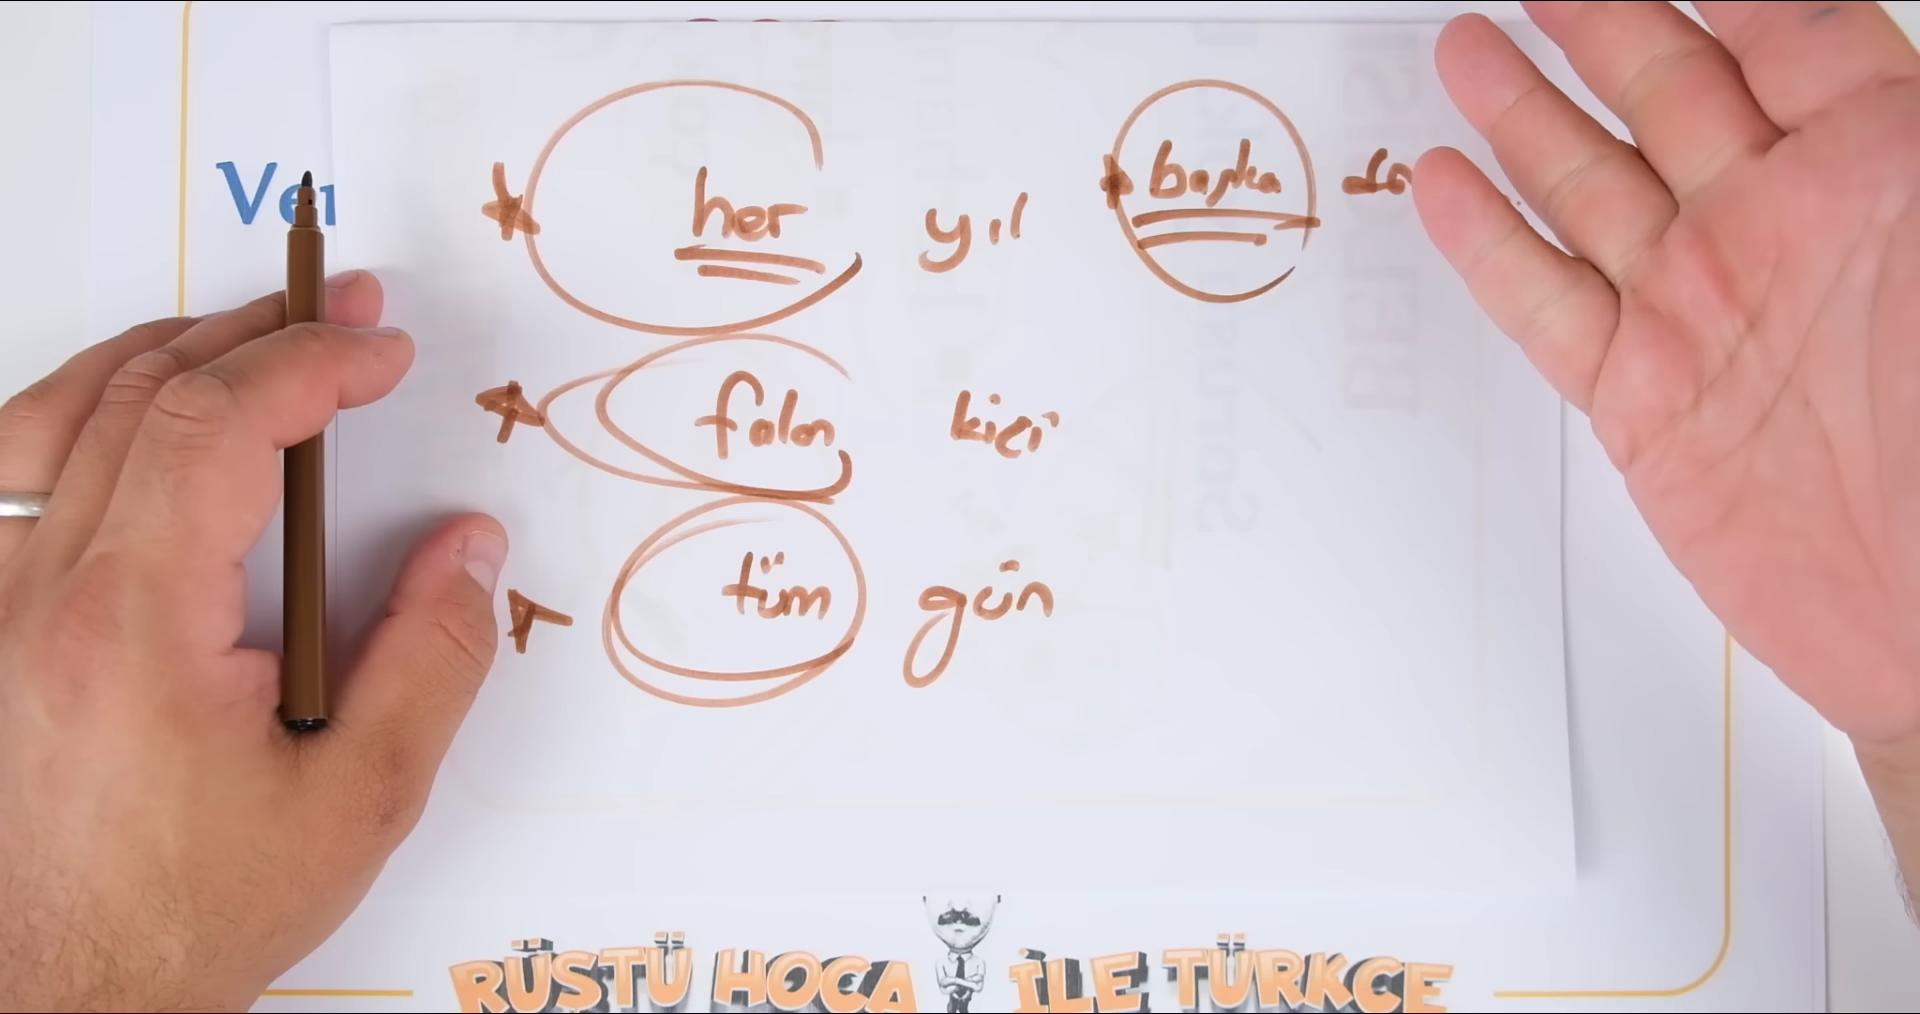 her yıl başka
falan kişi
tüm gün
RÜŞTÜ HOCA İLE TÜRKÇE